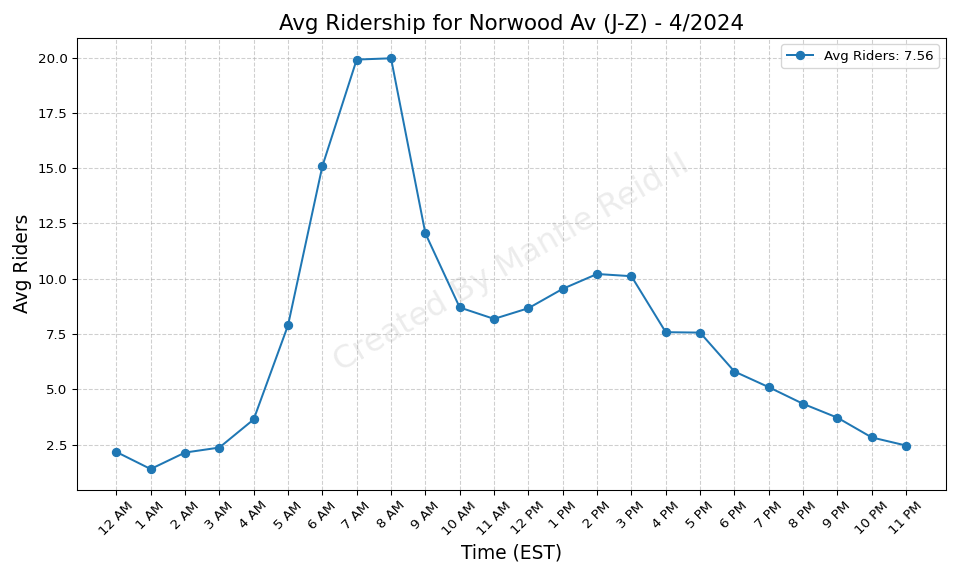 Avg Ridership for Norwood Av (J-Z) - 4/2024
Avg Riders: 7.56
Avg Riders
20.0
17.5
15.0
12.5
10.0
7.5
5.0
2.5
Created By Mantle Reid II
12 AM
1 AM
2 AM
3 AM
4 AM
5 AM
6 AM
7 AM
8 AM
9 AM
10 AM
11 AM
12 PM
1 PM
2 PM
3 PM
4 PM
5 PM
6 PM
7 PM
8 PM
9 PM
10 PM
11 PM
Time (EST)